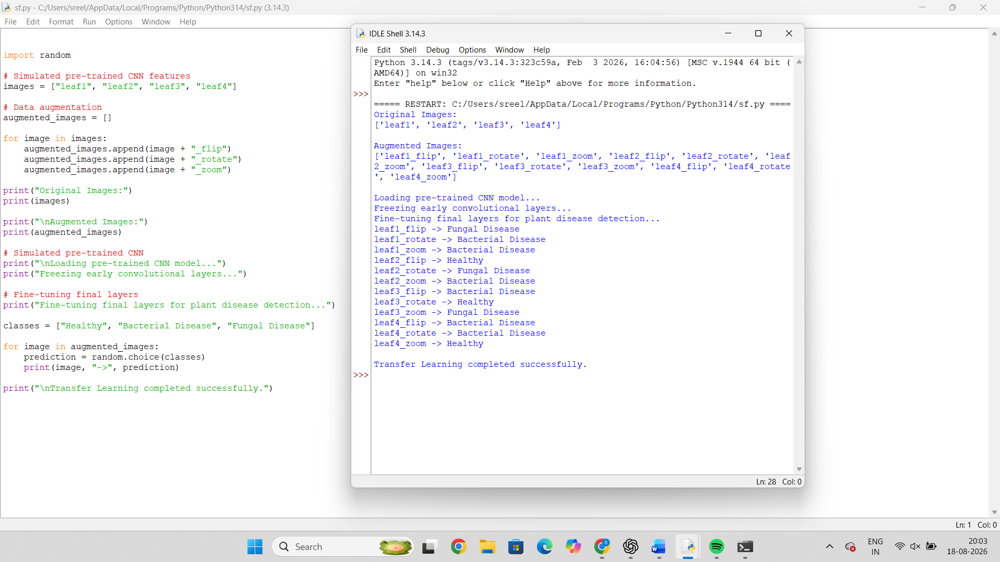 sf.py - C:/Users/sreel/AppData/Local/Programs/Python/Python314/sf.py (3.14.3)
File Edit Format Run Options Window Help
import random
# Simulated pre-trained CNN features
images = ["leaf1", "leaf2", "leaf3", "leaf4"]
# Data augmentation
augmented_images = []
for image in images:
    augmented_images.append(image + "_flip")
    augmented_images.append(image + "_rotate")
    augmented_images.append(image + "_zoom")
print("Original Images:")
print(images)
print("\nAugmented Images:")
print(augmented_images)
# Simulated pre-trained CNN
print("\nLoading pre-trained CNN model...")
print("Freezing early convolutional layers...")
# Fine-tuning final layers
print("Fine-tuning final layers for plant disease detection...")
classes = ["Healthy", "Bacterial Disease", "Fungal Disease"]
for image in augmented_images:
    prediction = random.choice(classes)
    print(image, "->", prediction)
print("\nTransfer Learning completed successfully.")
IDLE Shell 3.14.3
File Edit Shell Debug Options Window Help
Python 3.14.3 (tags/v3.14.3:323c59a, Feb  3 2026, 16:04:56) [MSC v.1944 64 bit (
AMD64)] on win32
Enter "help" below or click "Help" above for more information.
>>>
===== RESTART: C:/Users/sreel/AppData/Local/Programs/Python/Python314/sf.py ====
Original Images:
['leaf1', 'leaf2', 'leaf3', 'leaf4']
Augmented Images:
['leaf1_flip', 'leaf1_rotate', 'leaf1_zoom', 'leaf2_flip', 'leaf2_rotate', 'leaf
2_zoom', 'leaf3_flip', 'leaf3_rotate', 'leaf3_zoom', 'leaf4_flip', 'leaf4_rotate
', 'leaf4_zoom']
Loading pre-trained CNN model...
Freezing early convolutional layers...
Fine-tuning final layers for plant disease detection...
leaf1_flip -> Fungal Disease
leaf1_rotate -> Bacterial Disease
leaf1_zoom -> Bacterial Disease
leaf2_flip -> Healthy
leaf2_rotate -> Fungal Disease
leaf2_zoom -> Bacterial Disease
leaf3_flip -> Bacterial Disease
leaf3_rotate -> Healthy
leaf3_zoom -> Fungal Disease
leaf4_flip -> Bacterial Disease
leaf4_rotate -> Bacterial Disease
leaf4_zoom -> Healthy
Transfer Learning completed successfully.
>>>
Ln: 28 Col: 0
Ln: 1 Col: 0
Search
ENG
IN
20:03
18-08-2026